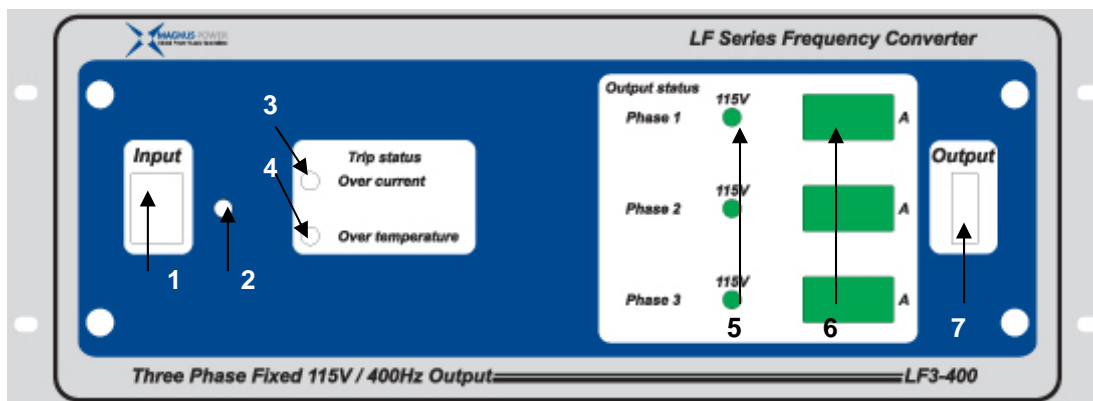 MAGNUS POWER
LF Series Frequency Converter
Output status
3
115V
Phase 1
A
Input
Trip status
Output
4
Over current
115V
Phase 2
A
Over temperature
1
2
115V
Phase 3
A
5
6
7
Three Phase Fixed 115V / 400Hz Output
LF3-400